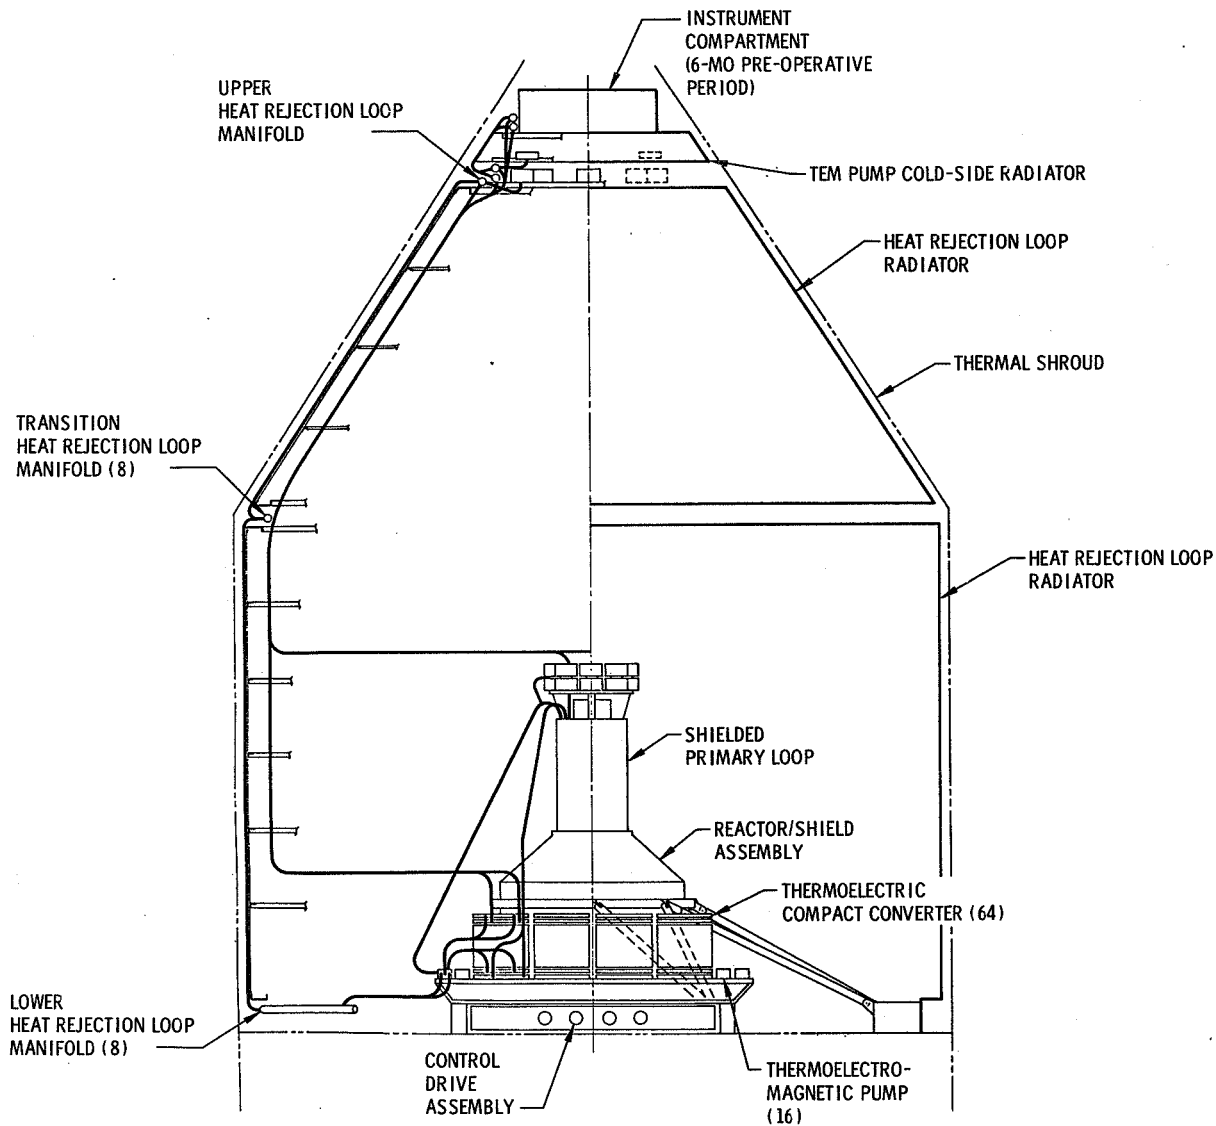 INSTRUMENT
COMPARTMENT
(6-MO PRE-OPERATIVE
PERIOD)
UPPER
HEAT REJECTION LOOP
MANIFOLD
TEM PUMP COLD-SIDE RADIATOR
HEAT REJECTION LOOP
RADIATOR
THERMAL SHROUD
TRANSITION
HEAT REJECTION LOOP
MANIFOLD (8)
HEAT REJECTION LOOP
RADIATOR
SHIELDED
PRIMARY LOOP
REACTOR/SHIELD
ASSEMBLY
THERMOELECTRIC
COMPACT CONVERTER (64)
LOWER
HEAT REJECTION LOOP
MANIFOLD (8)
CONTROL
DRIVE
ASSEMBLY
THERMOELECTRO-
MAGNETIC PUMP
(16)